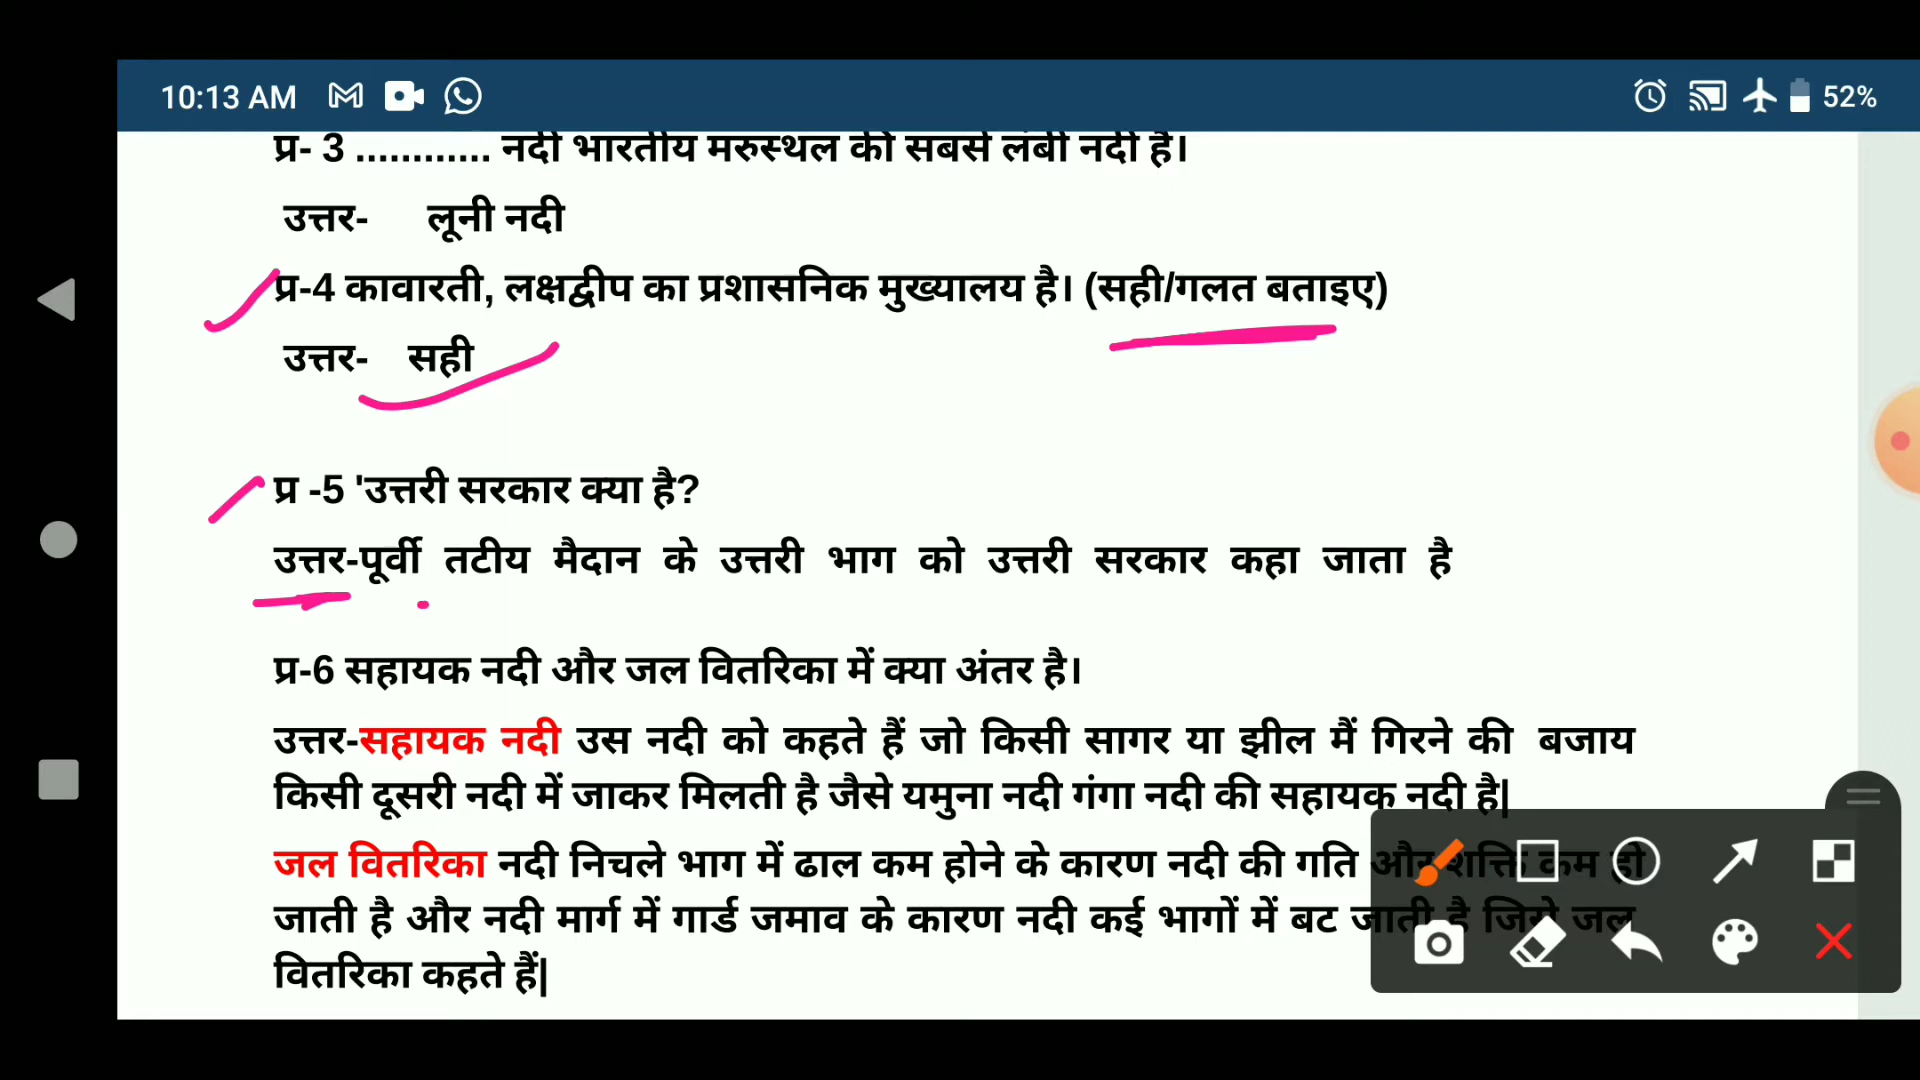 10:13 AM 52%
प्र- 3 ............ नदी भारतीय मरुस्थल की सबसे लंबी नदी है।
उत्तर- लूनी नदी
प्र-4 कावारती, लक्षद्वीप का प्रशासनिक मुख्यालय है। (सही/गलत बताइए)
उत्तर- सही
प्र -5 'उत्तरी सरकार क्या है?
उत्तर-पूर्वी तटीय मैदान के उत्तरी भाग को उत्तरी सरकार कहा जाता है
प्र-6 सहायक नदी और जल वितरिका में क्या अंतर है।
उत्तर-सहायक नदी उस नदी को कहते हैं जो किसी सागर या झील मैं गिरने की बजाय
किसी दूसरी नदी में जाकर मिलती है जैसे यमुना नदी गंगा नदी की सहायक नदी है|
जल वितरिका नदी निचले भाग में ढाल कम होने के कारण नदी की गति और शक्ति कम हो
जाती है और नदी मार्ग में गार्ड जमाव के कारण नदी कई भागों में बट जाती है जिसे जल
वितरिका कहते हैं|